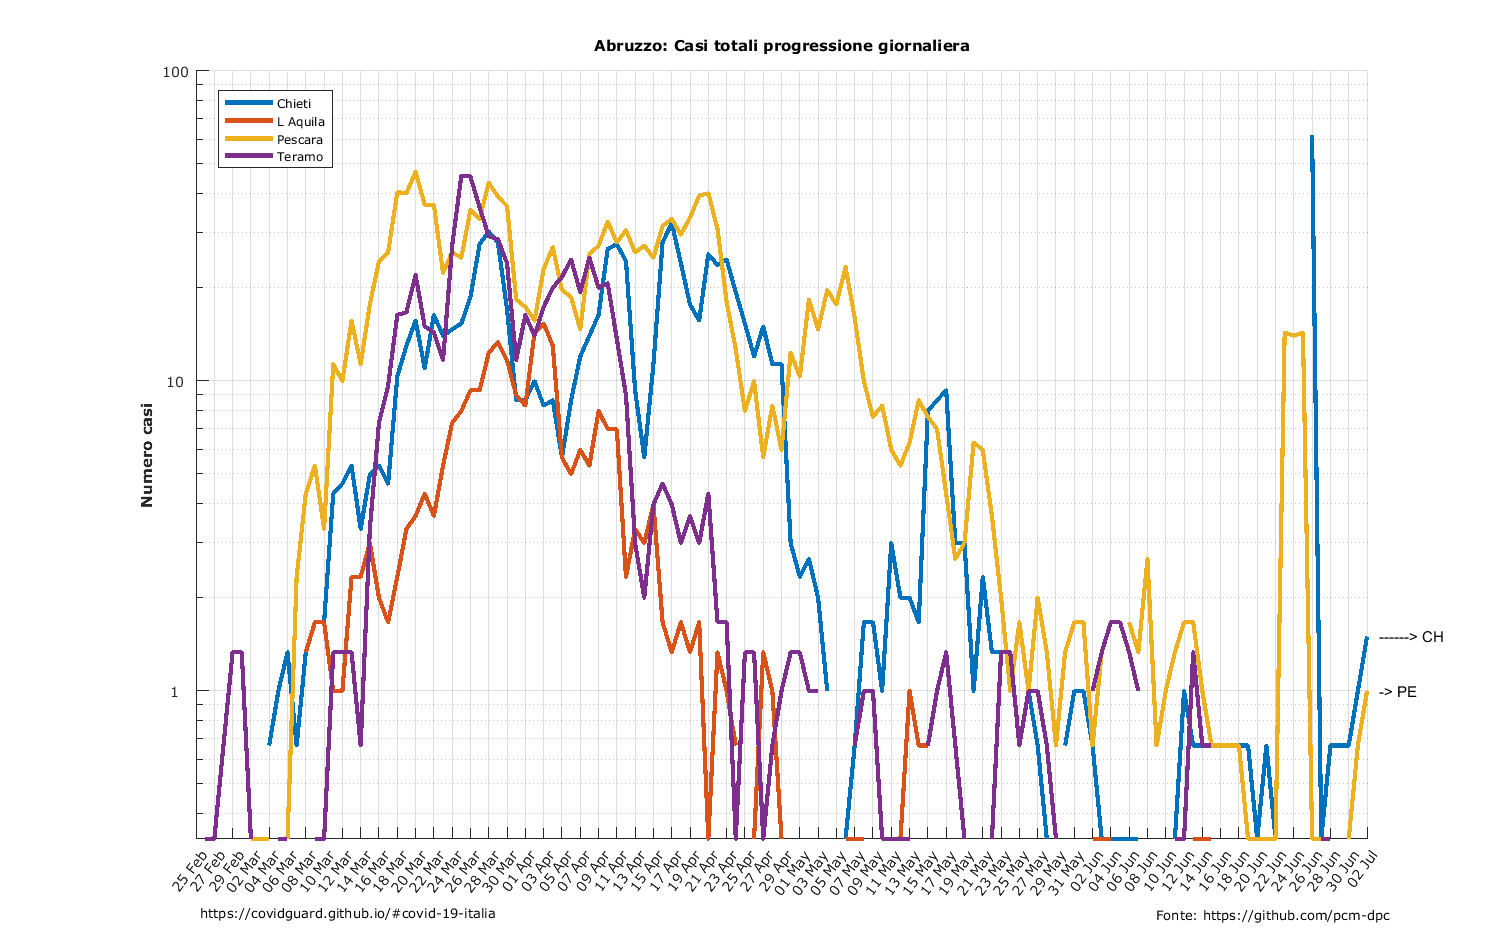 Abruzzo: Casi totali progressione giornaliera
100
10
1
Numero casi
Chieti
L Aquila
Pescara
Teramo
------> CH
-> PE
25 Feb
27 Feb
29 Feb
02 Mar
04 Mar
06 Mar
08 Mar
10 Mar
12 Mar
14 Mar
16 Mar
18 Mar
20 Mar
22 Mar
24 Mar
26 Mar
28 Mar
30 Mar
01 Apr
03 Apr
05 Apr
07 Apr
09 Apr
11 Apr
13 Apr
15 Apr
17 Apr
19 Apr
21 Apr
23 Apr
25 Apr
27 Apr
29 Apr
01 May
03 May
05 May
07 May
09 May
11 May
13 May
15 May
17 May
19 May
21 May
23 May
25 May
27 May
29 May
31 May
02 Jun
04 Jun
06 Jun
08 Jun
10 Jun
12 Jun
14 Jun
16 Jun
18 Jun
20 Jun
22 Jun
24 Jun
26 Jun
28 Jun
30 Jun
02 Jul
https://covidguard.github.io/#covid-19-italia
Fonte: https://github.com/pcm-dpc